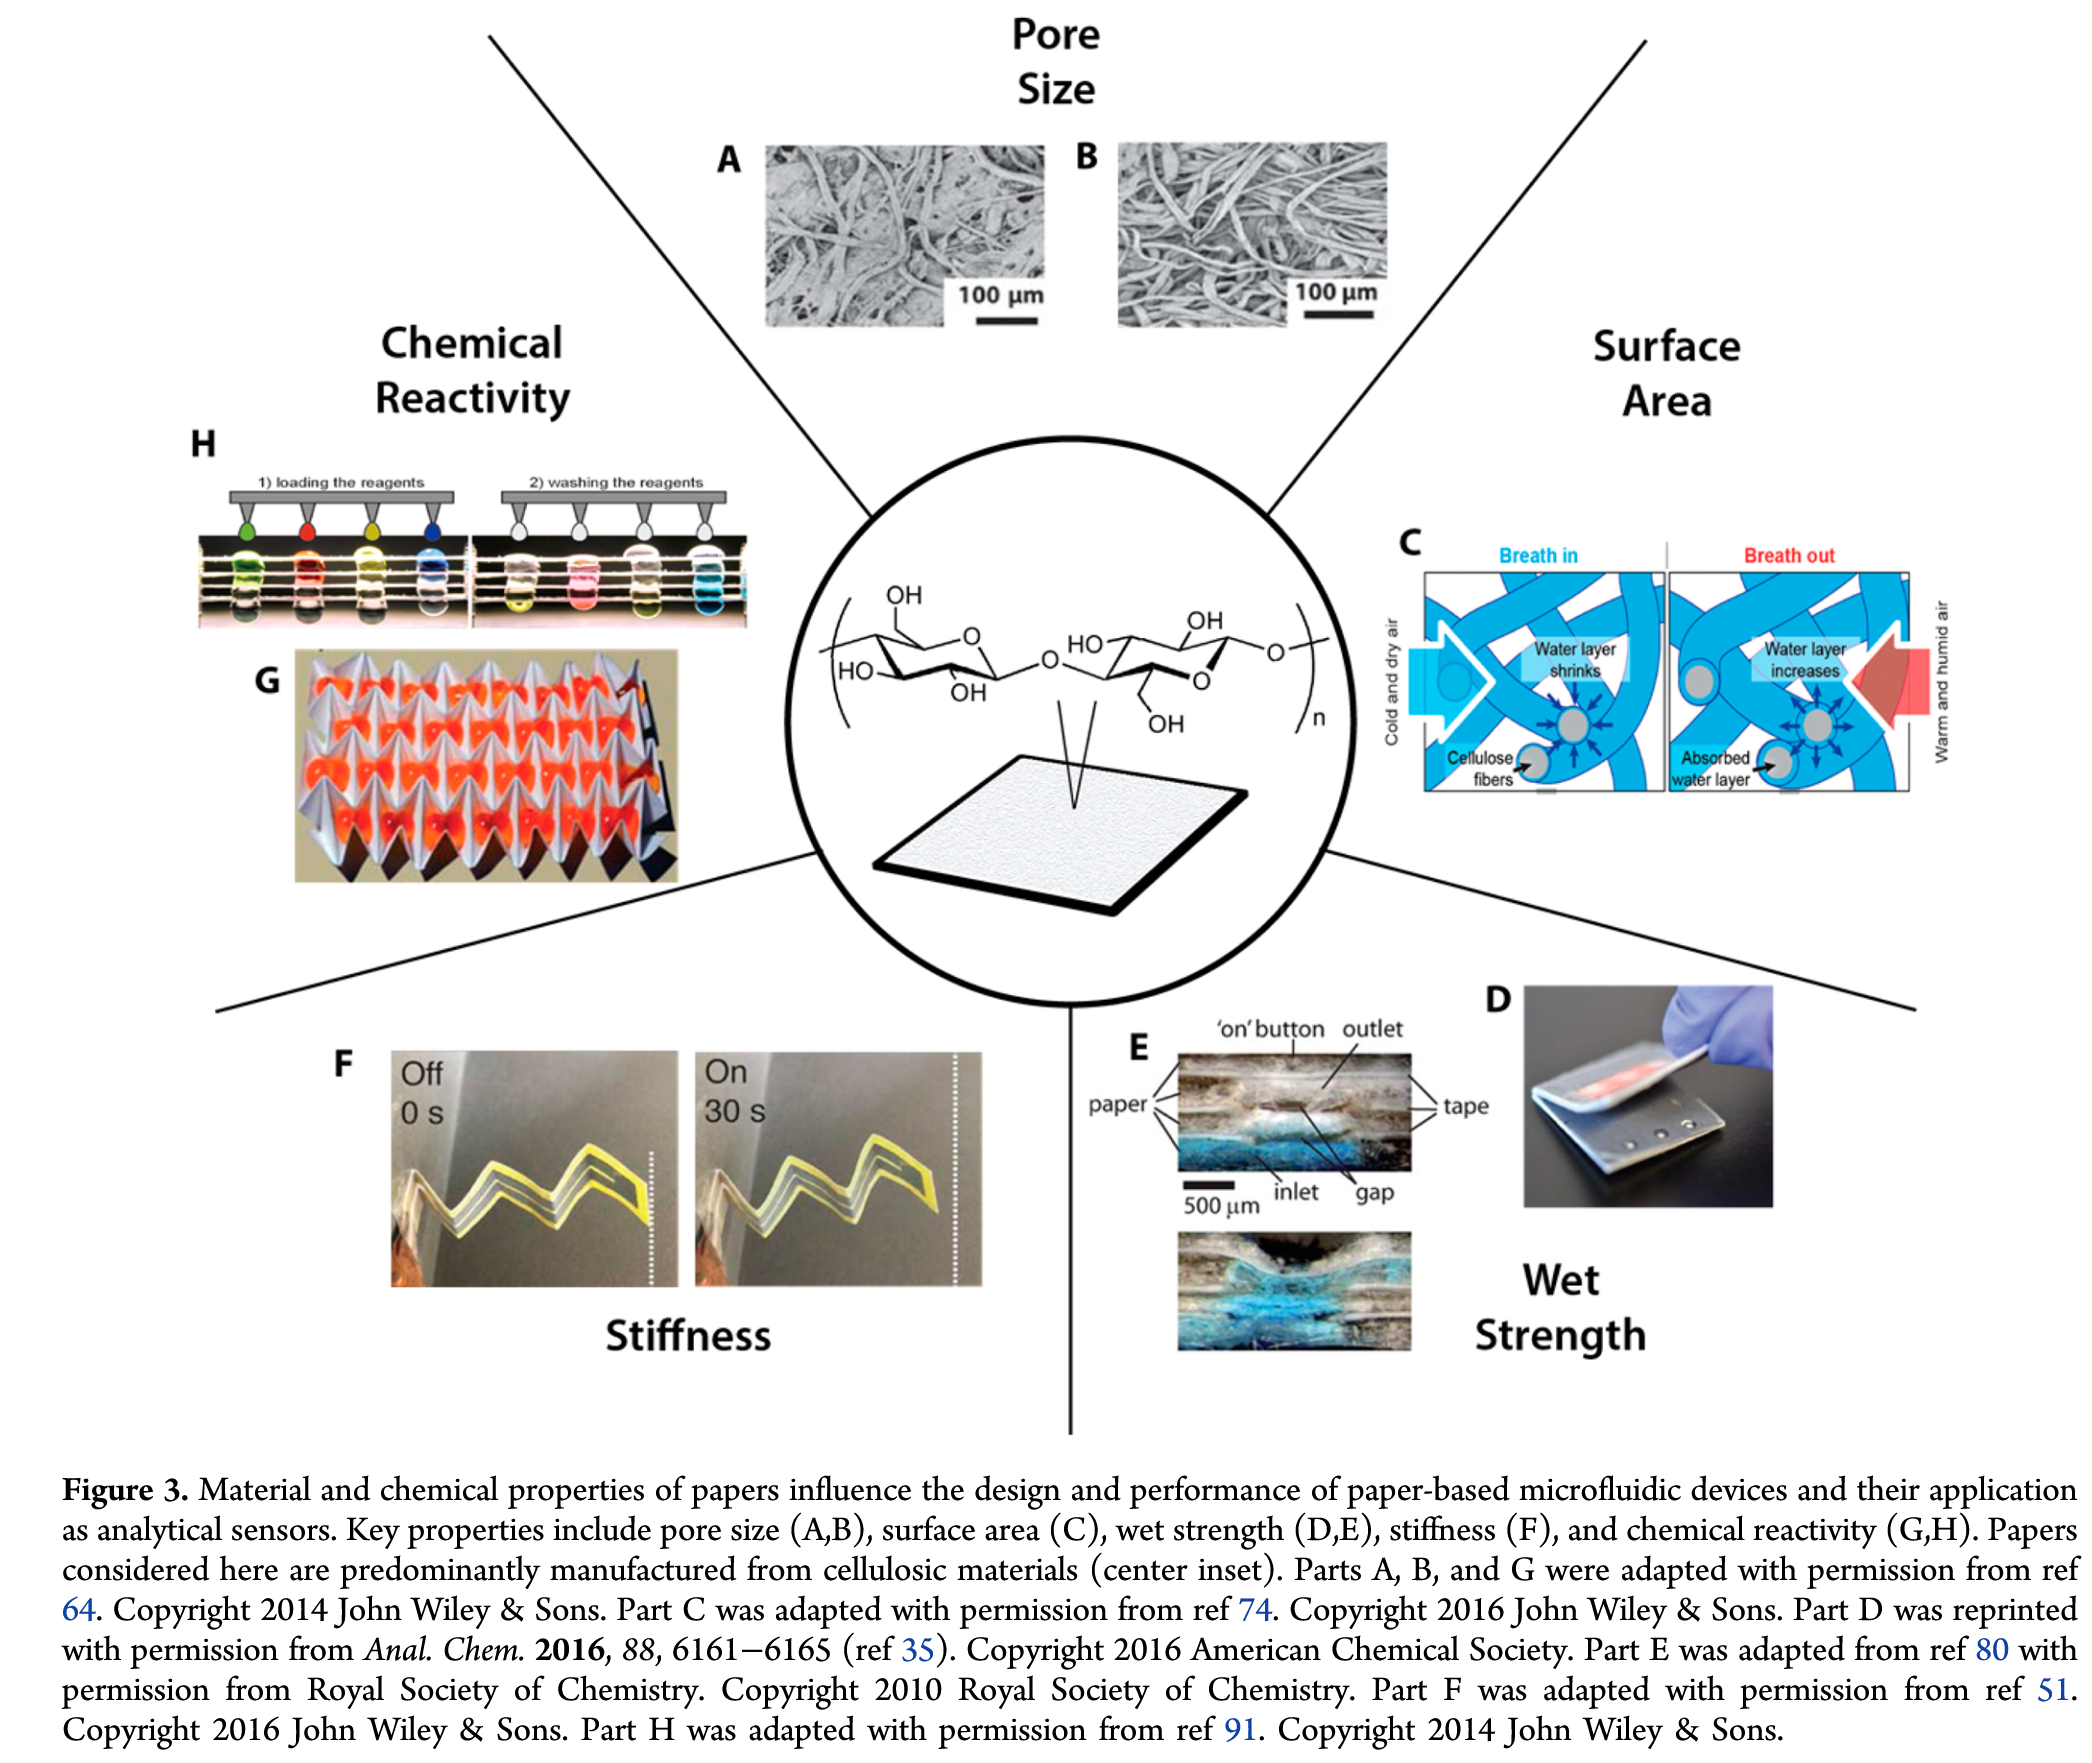 Pore
Size
A
B
100 µm
100 µm
Chemical
Reactivity
H
1) loading the reagents
2) washing the reagents
G
Surface
Area
C
Breath in
Breath out
Cold and dry air
Water layer
shrinks
Cellulose
fibers
Water layer
increases
Absorbed
water layer
Warm and humid air
OH
O
HO
OH
O
HO
OH
O
O
OH
n
F
Off
0 s
On
30 s
Stiffness
E
'on' button
outlet
paper
tape
inlet
gap
500 µm
D
Wet
Strength
Figure 3. Material and chemical properties of papers influence the design and performance of paper-based microfluidic devices and their application
as analytical sensors. Key properties include pore size (A,B), surface area (C), wet strength (D,E), stiffness (F), and chemical reactivity (G,H). Papers
considered here are predominantly manufactured from cellulosic materials (center inset). Parts A, B, and G were adapted with permission from ref
64. Copyright 2014 John Wiley & Sons. Part C was adapted with permission from ref 74. Copyright 2016 John Wiley & Sons. Part D was reprinted
with permission from Anal. Chem. 2016, 88, 6161−6165 (ref 35). Copyright 2016 American Chemical Society. Part E was adapted from ref 80 with
permission from Royal Society of Chemistry. Copyright 2010 Royal Society of Chemistry. Part F was adapted with permission from ref 51.
Copyright 2016 John Wiley & Sons. Part H was adapted with permission from ref 91. Copyright 2014 John Wiley & Sons.